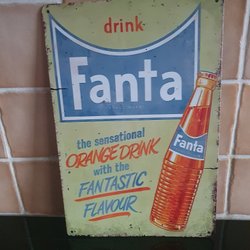 drink
Fanta
the sensational
ORANGE DRINK
with the
FANTASTIC
FLAVOUR
Fanta